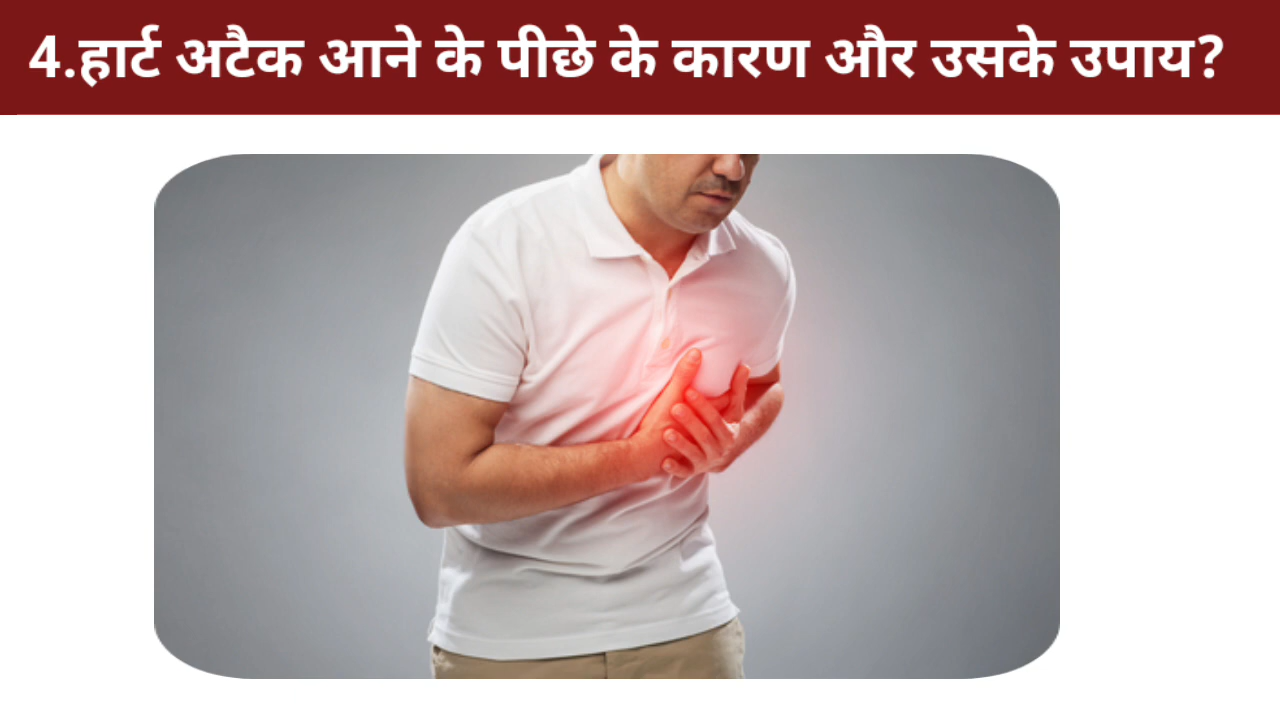 4.हार्ट अटैक आने के पीछे के कारण और उसके उपाय?